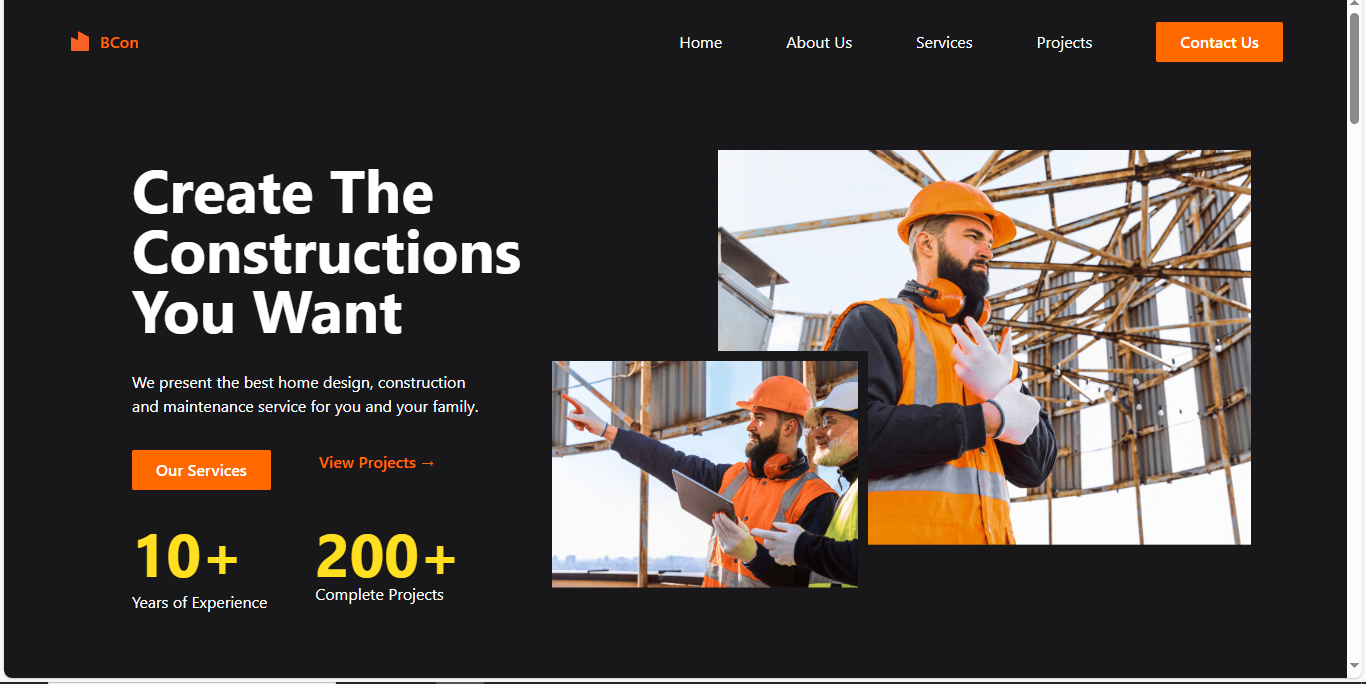 BCon
Home
About Us
Services
Projects
Contact Us
Create The
Constructions
You Want
We present the best home design, construction
and maintenance service for you and your family.
Our Services
View Projects →
10+
200+
Years of Experience
Complete Projects